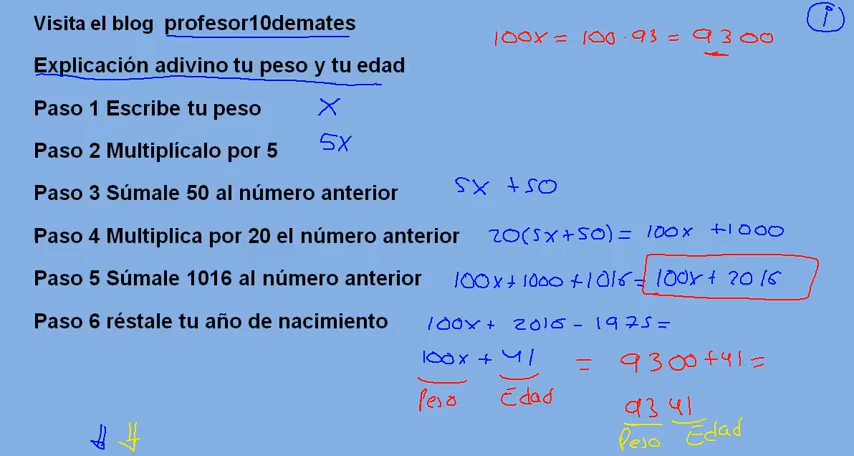 Visita el blog profesor10demates
100x = 100·93 = 9300
Explicación adivino tu peso y tu edad
Paso 1 Escribe tu peso x
Paso 2 Multiplícalo por 5 5x
Paso 3 Súmale 50 al número anterior 5x + 50
Paso 4 Multiplica por 20 el número anterior 20(5x+50) = 100x + 1000
Paso 5 Súmale 1016 al número anterior 100x + 1000 + 1016 = 100x + 2016
Paso 6 réstale tu año de nacimiento 100x + 2016 - 1975 =
100x + 41 = 9300 + 41 =
Peso Edad
9341
Peso Edad